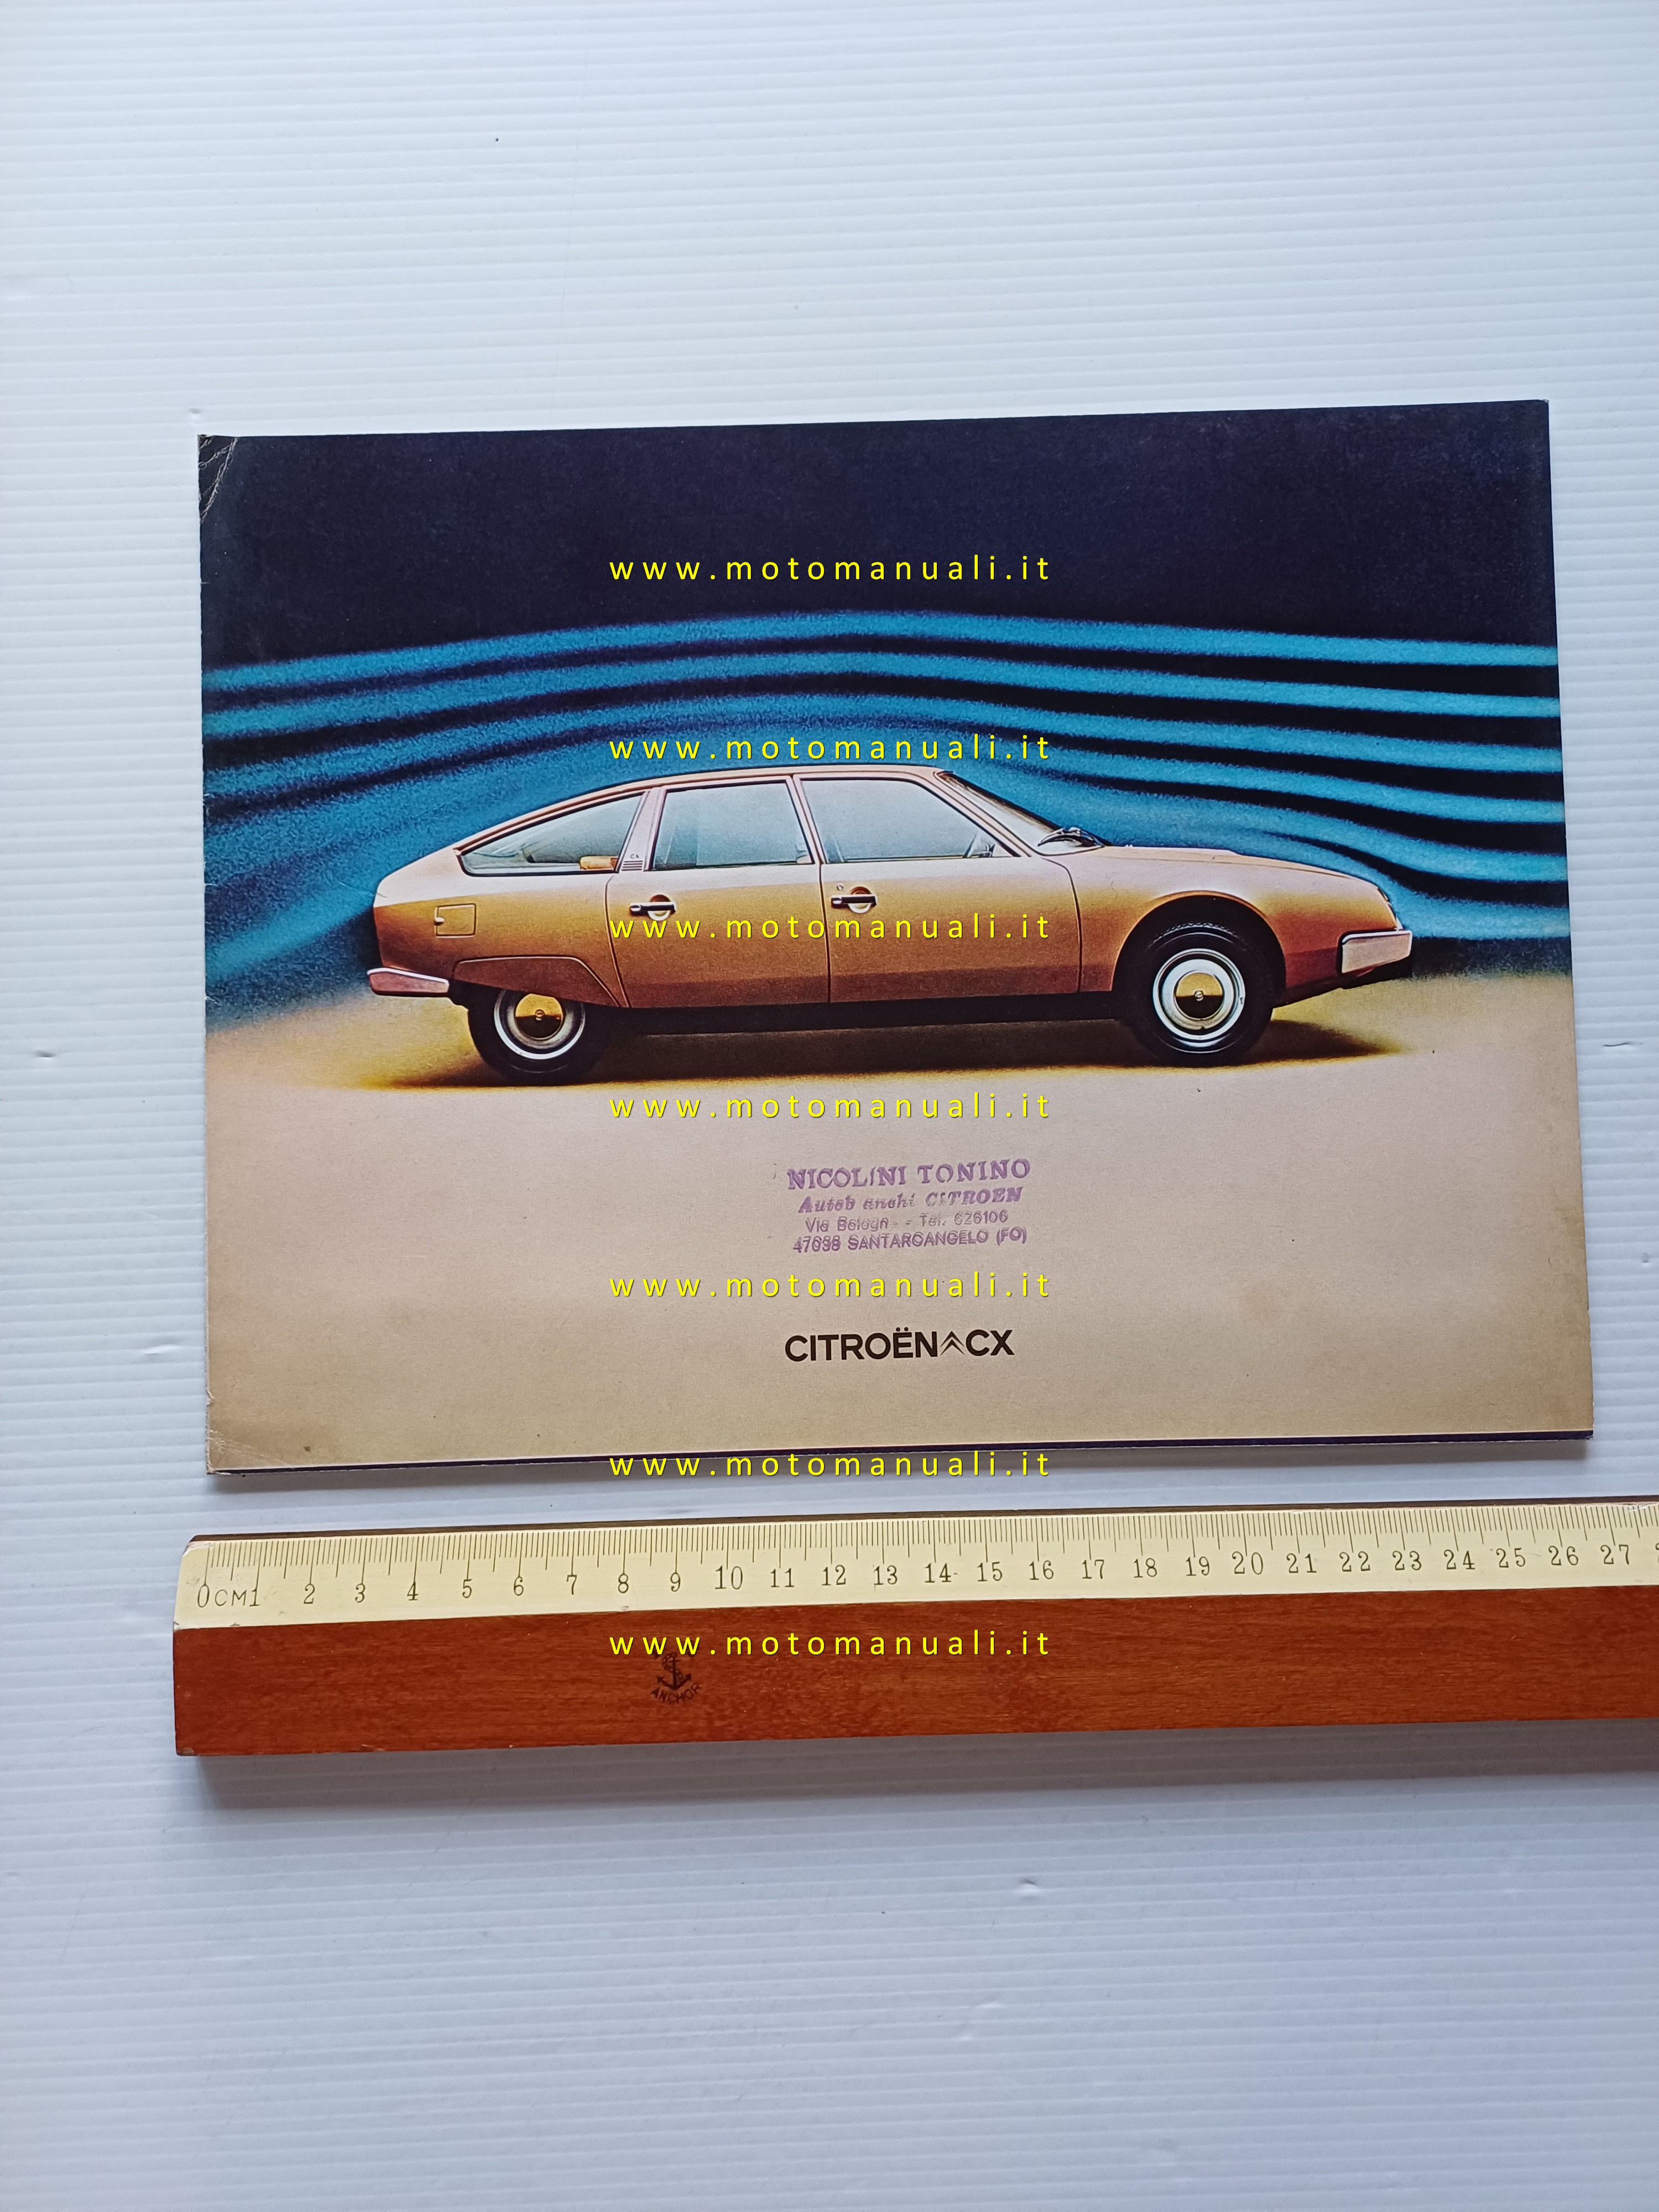 www.motomanuali.it
www.motomanuali.it
CX
www.motomanuali.it
www.motomanuali.it
NICOLINI TONINO
CITROEN
Via - Tel. 626106
SANTARCANGELO (FO)
www.motomanuali.it
CITROËN CX
www.motomanuali.it
0 CM 1 2 3 4 5 6 7 8 9 10 11 12 13 14 15 16 17 18 19 20 21 22 23 24 25 26 27
www.motomanuali.it
ANCHOR